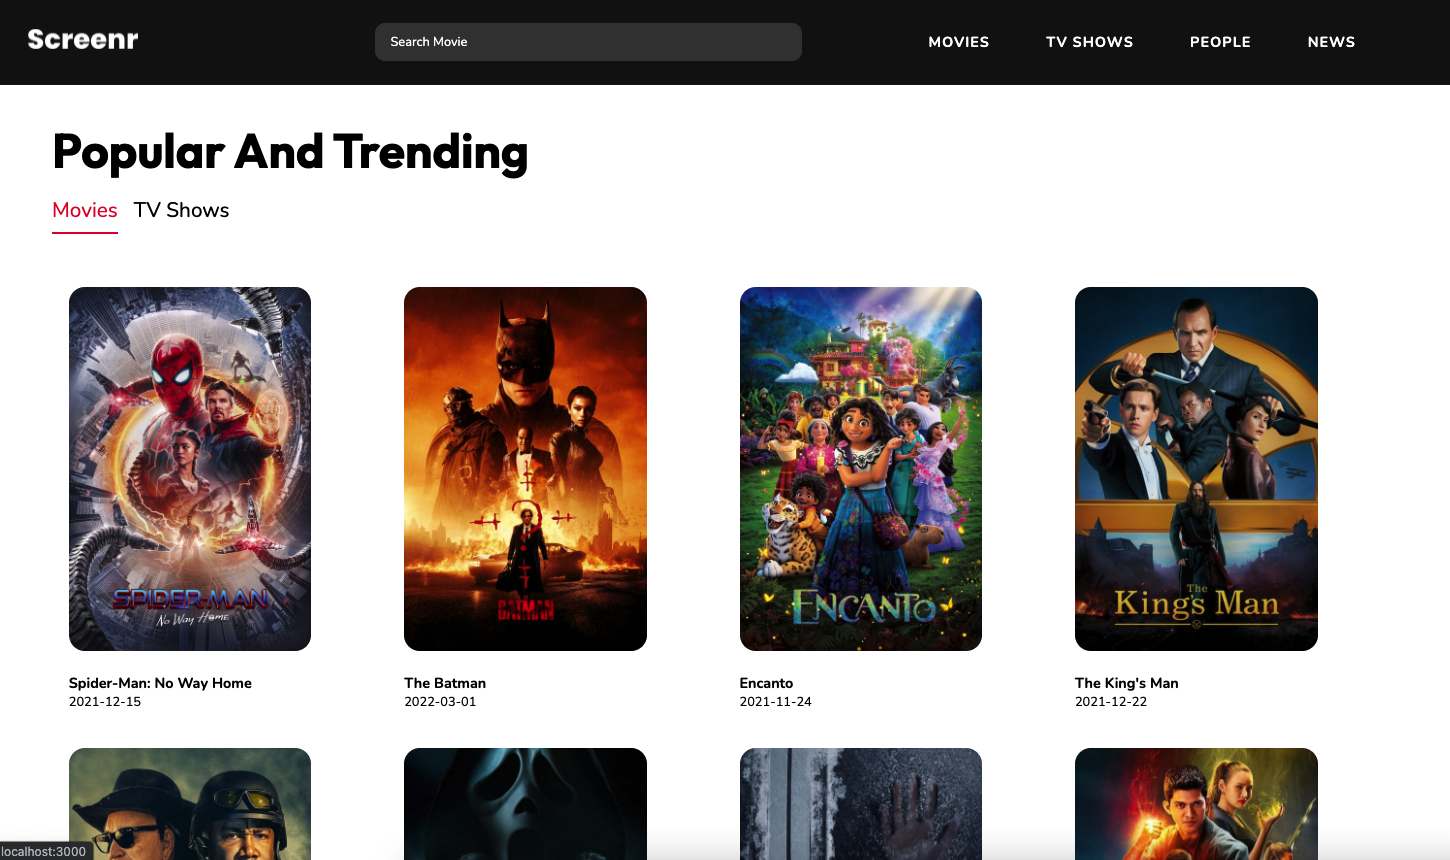 Screenr
Search Movie
MOVIES
TV SHOWS
PEOPLE
NEWS
Popular And Trending
Movies
TV Shows
SPIDER-MAN
No Way Home
BATMAN
ENCANTO
The
King's Man
Spider-Man: No Way Home
2021-12-15
The Batman
2022-03-01
Encanto
2021-11-24
The King's Man
2021-12-22
localhost:3000